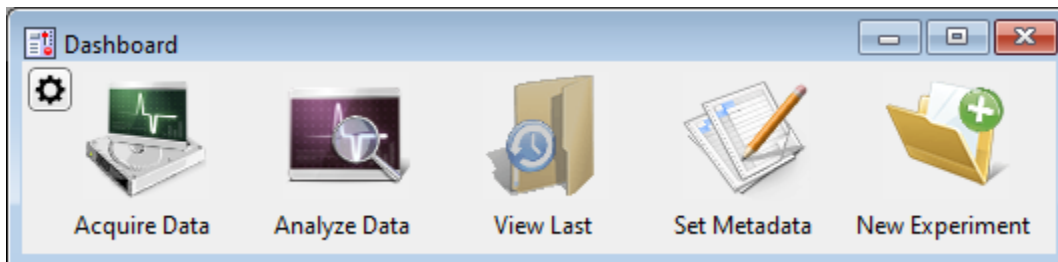 Dashboard
Acquire Data
Analyze Data
View Last
Set Metadata
New Experiment